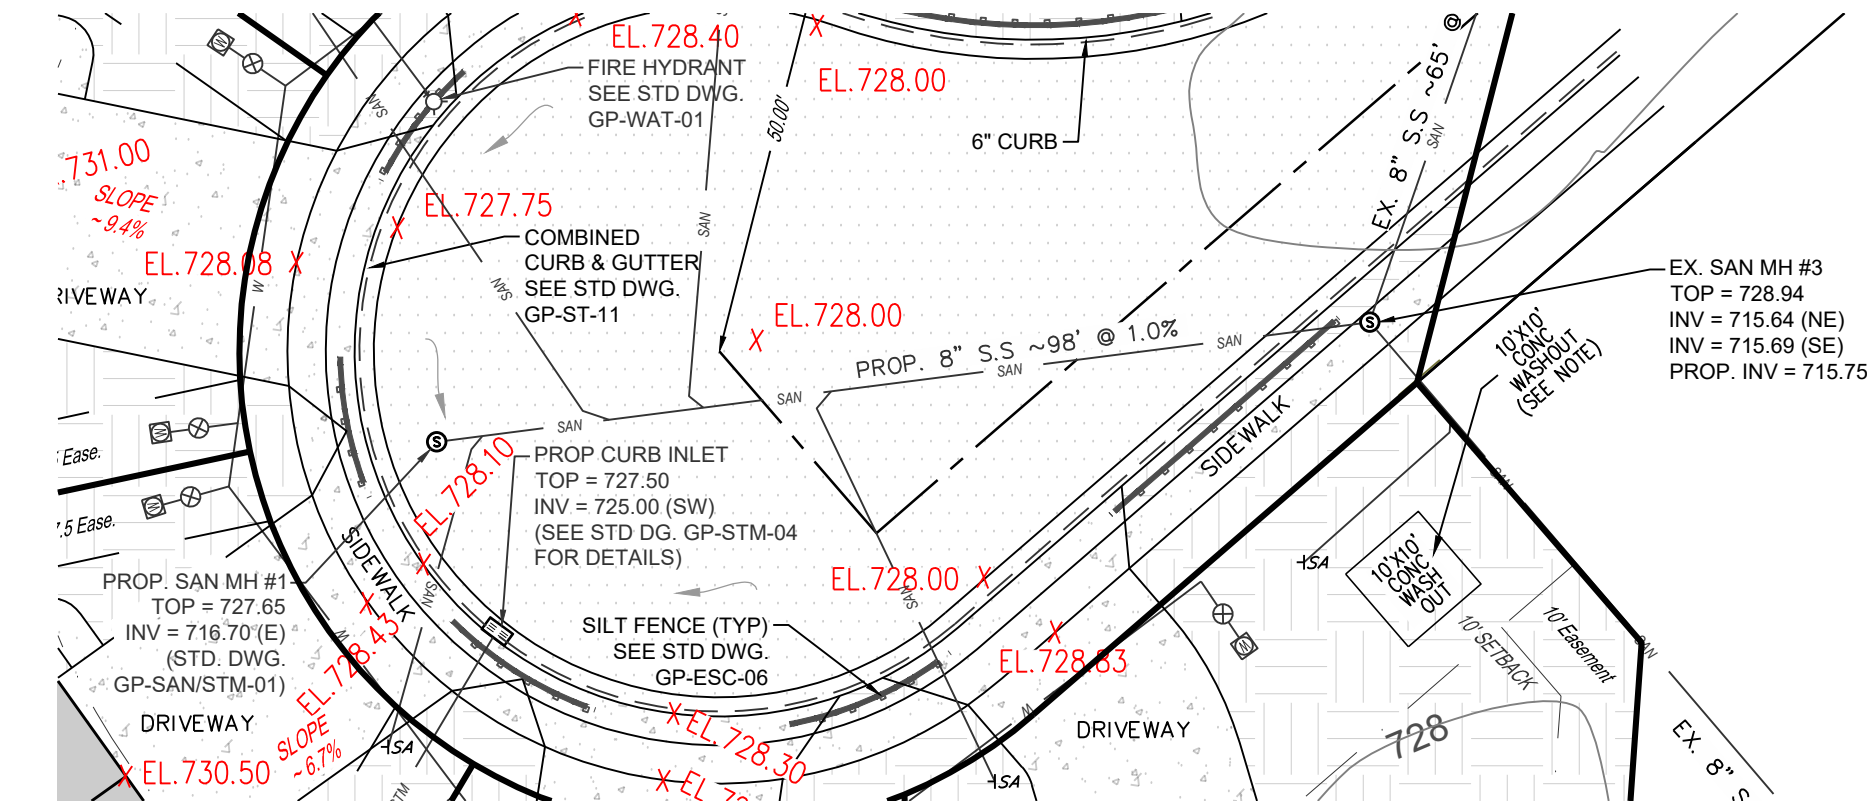 EL.728.40
FIRE HYDRANT
SEE STD DWG.
GP-WAT-01
EL.728.00
50.00'
6" CURB
EX. 8" S.S ~65' @
SAN
W
SAN
.731.00
SLOPE
~9.4%
EL.727.75
COMBINED
CURB & GUTTER
SEE STD DWG.
GP-ST-11
SAN
SAN
EL.728.08
W
RIVEWAY
EL.728.00
PROP. 8" S.S ~98' @ 1.0%
SAN
SAN
SAN
SAN
S
EX. SAN MH #3
TOP = 728.94
INV = 715.64 (NE)
INV = 715.69 (SE)
PROP. INV = 715.75
10'X10'
CONC
WASHOUT
(SEE NOTE)
SIDEWALK
S
W
Ease.
W
.5 Ease.
EL.728.10
PROP CURB INLET
TOP = 727.50
INV = 725.00 (SW)
(SEE STD DG. GP-STM-04
FOR DETAILS)
SIDEWALK
SAN
W
PROP. SAN MH #1
TOP = 727.65
INV = 716.70 (E)
(STD. DWG.
GP-SAN/STM-01)
EL.728.43
DRIVEWAY
SLOPE
~6.7%
EL.730.50
SA
STM
EL.728.00
SAN
SILT FENCE (TYP)
SEE STD DWG.
GP-ESC-06
EL.728.83
EL.728.30
W
SA
DRIVEWAY
W
SA
SAN
10'X10'
CONC
WASH
OUT
10' SETBACK
10' Easement
SAN
728
EX. 8" S